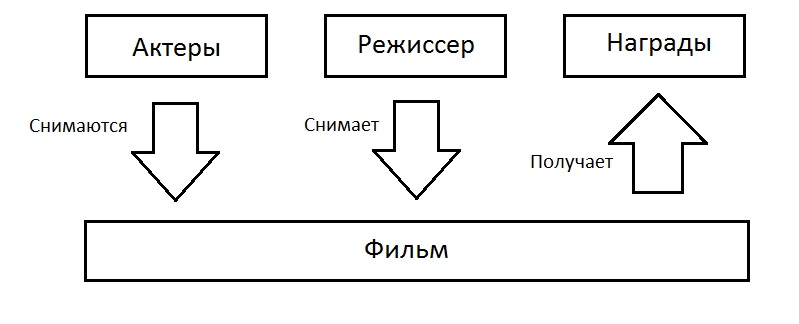 Актеры
Режиссер
Награды
Снимаются
Снимает
Получает
Фильм